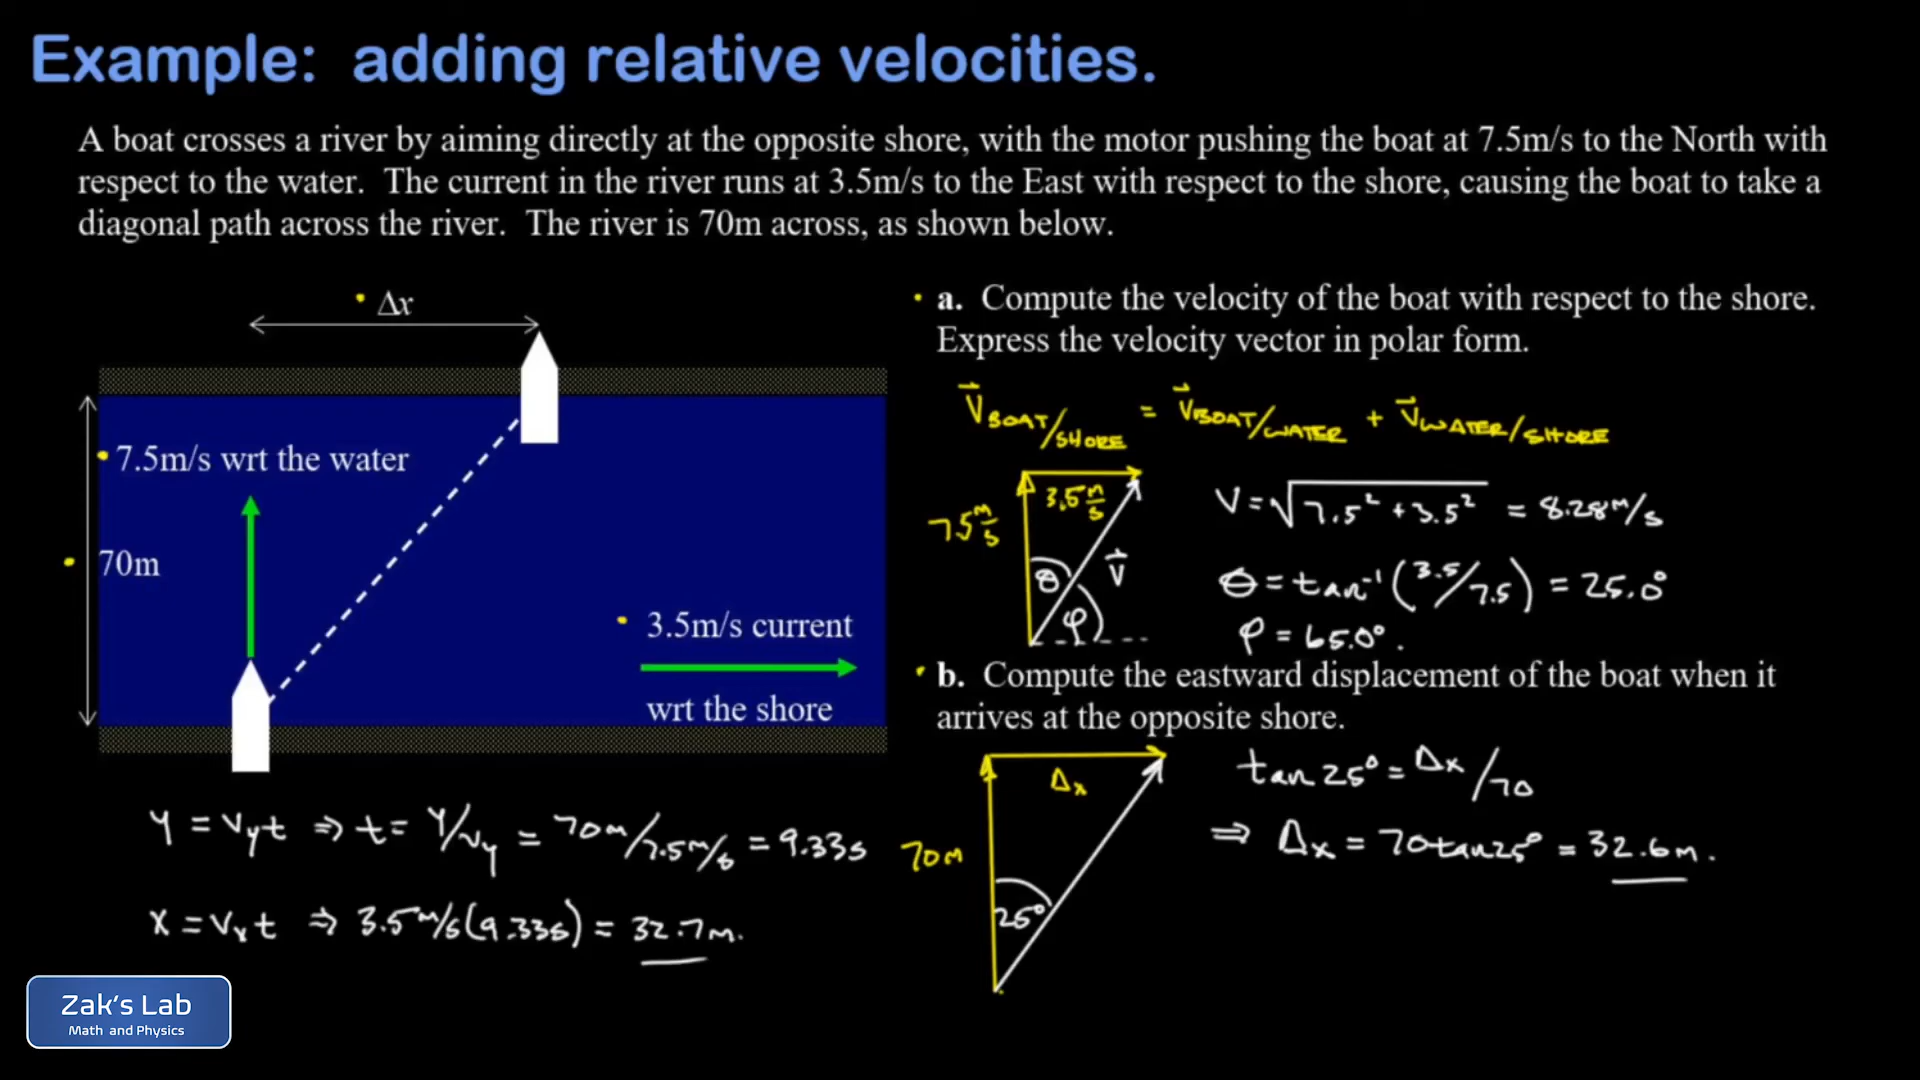 Example: adding relative velocities.
A boat crosses a river by aiming directly at the opposite shore, with the motor pushing the boat at 7.5m/s to the North with
respect to the water. The current in the river runs at 3.5m/s to the East with respect to the shore, causing the boat to take a
diagonal path across the river. The river is 70m across, as shown below.
Δx
7.5m/s wrt the water
70m
3.5m/s current
wrt the shore
y = v_y t ⇒ t = y/v_y = 70m/7.5m/s = 9.33s
x = v_x t ⇒ 3.5m/s(9.33s) = 32.7m.
a. Compute the velocity of the boat with respect to the shore.
Express the velocity vector in polar form.
V⃗ BOAT/SHORE = V⃗ BOAT/WATER + V⃗ WATER/SHORE
3.5 m/s
7.5 m/s
θ
V⃗
φ
V = √(7.5² + 3.5²) = 8.28m/s
θ = tan⁻¹(3.5/7.5) = 25.0°
φ = 65.0°.
b. Compute the eastward displacement of the boat when it
arrives at the opposite shore.
Δx
70m
25°
tan 25° = Δx/70
⇒ Δx = 70tan25° = 32.6m.
Zak's Lab
Math and Physics